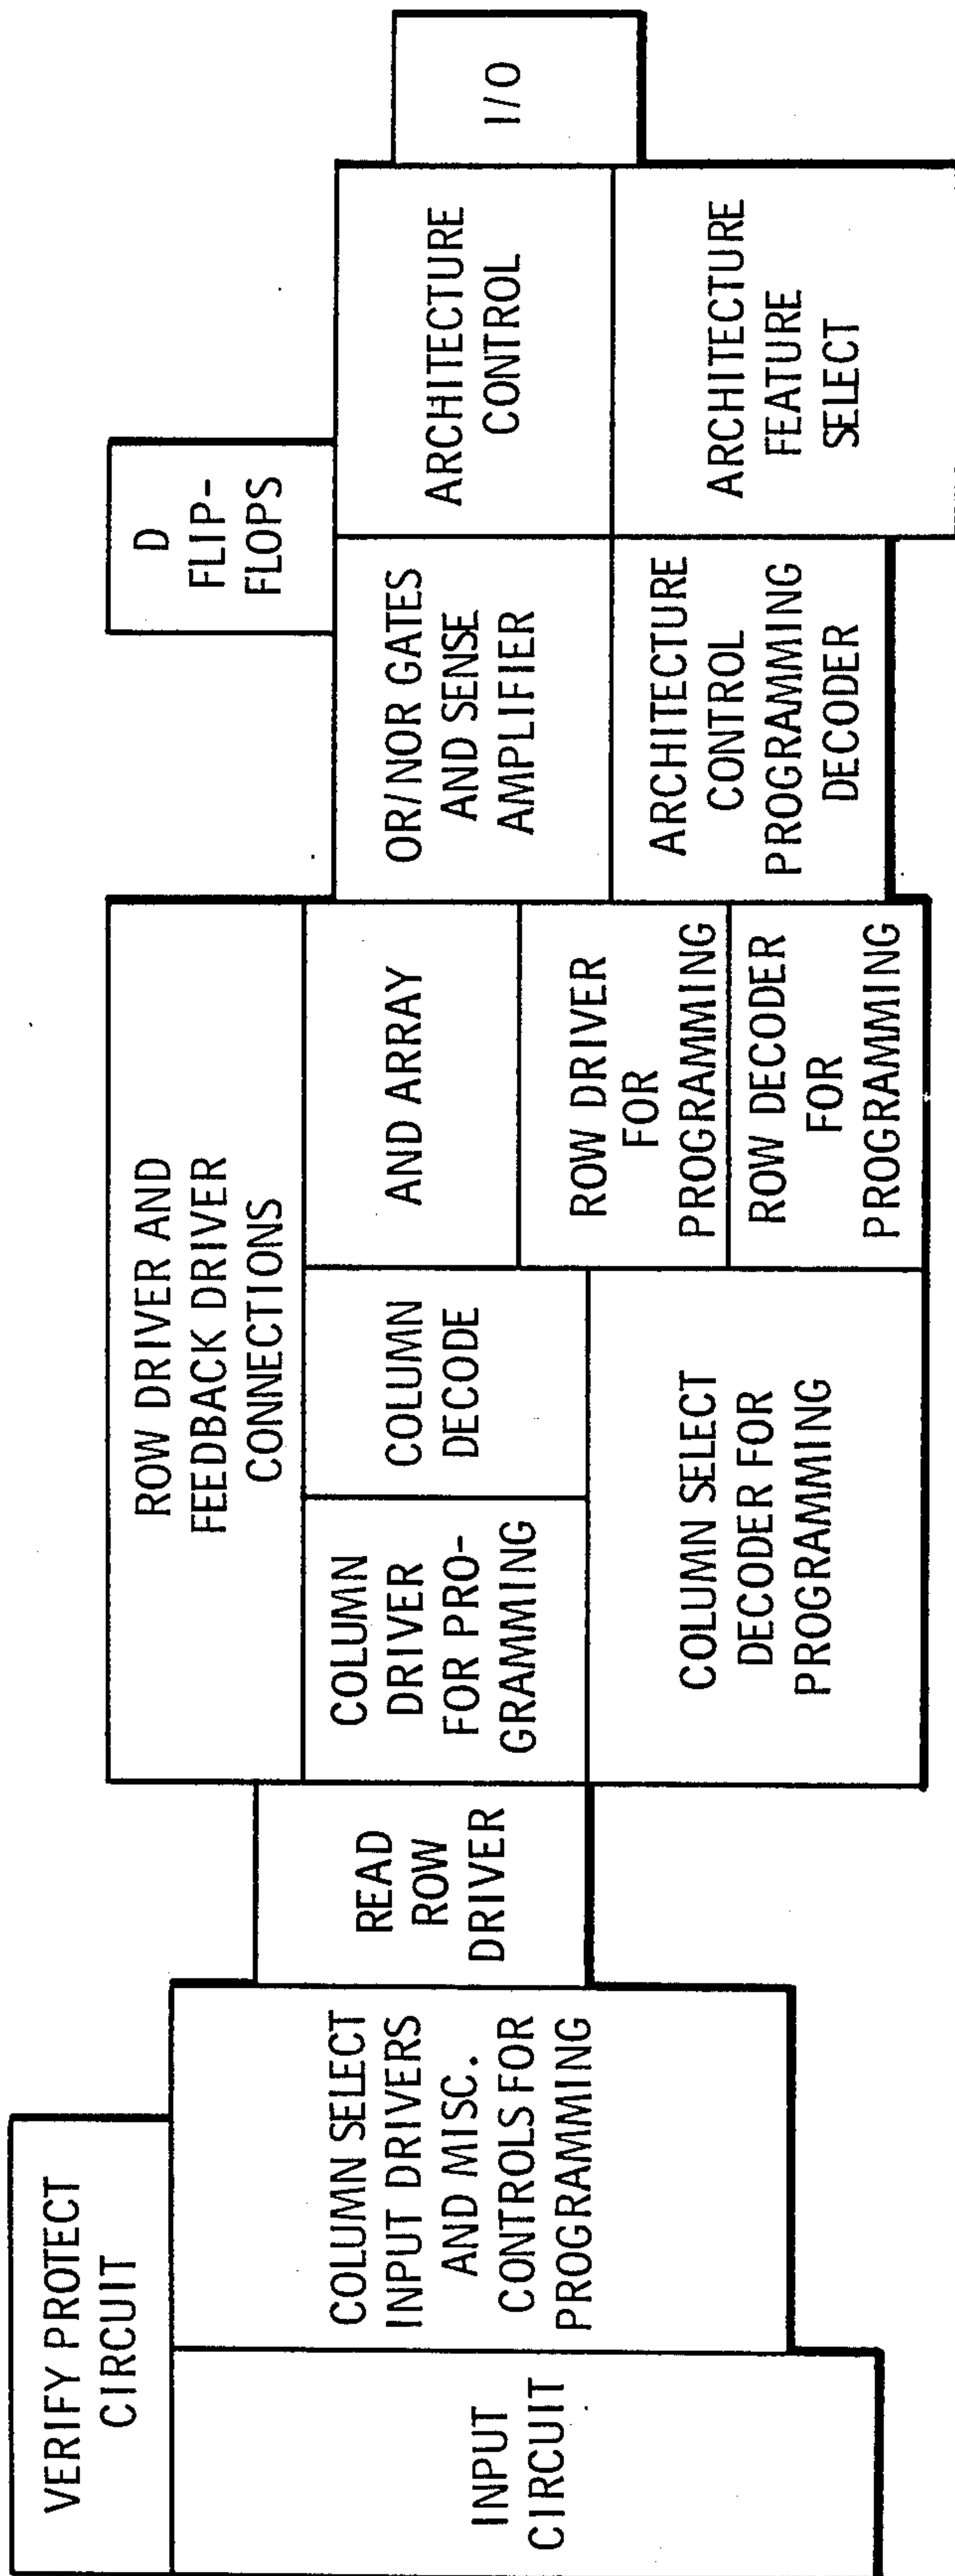 VERIFY PROTECT
CIRCUIT
INPUT
CIRCUIT
COLUMN SELECT
INPUT DRIVERS
AND MISC.
CONTROLS FOR
PROGRAMMING
READ
ROW
DRIVER
ROW DRIVER AND
FEEDBACK DRIVER
CONNECTIONS
COLUMN
DRIVER
FOR PRO-
GRAMMING
COLUMN
DECODE
COLUMN SELECT
DECODER FOR
PROGRAMMING
AND ARRAY
ROW DRIVER
FOR
PROGRAMMING
ROW DECODER
FOR
PROGRAMMING
D
FLIP-
FLOPS
OR/NOR GATES
AND SENSE
AMPLIFIER
ARCHITECTURE
CONTROL
PROGRAMMING
DECODER
ARCHITECTURE
CONTROL
ARCHITECTURE
FEATURE
SELECT
I/O